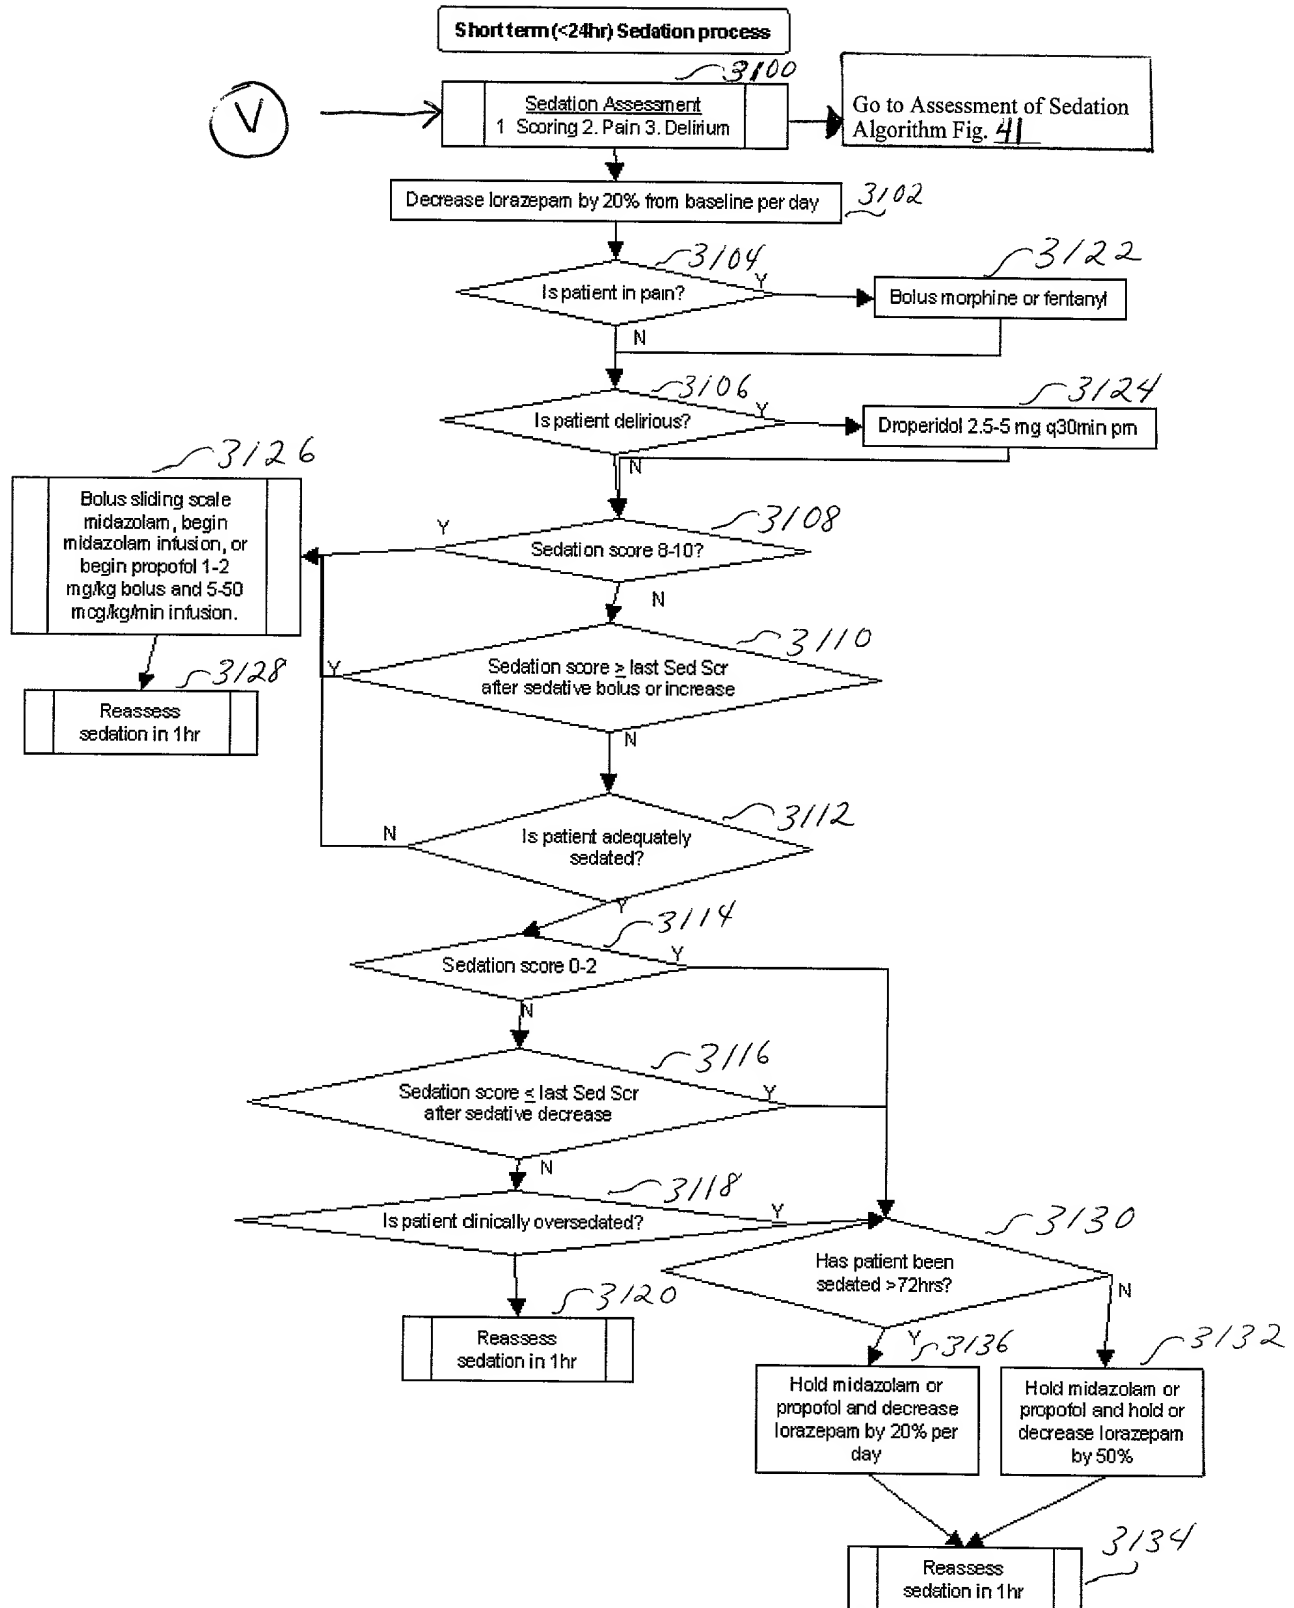 Short term (<24hr) Sedation process
3100
V
Sedation Assessment
1 Scoring 2. Pain 3. Delirium
Go to Assessment of Sedation
Algorithm Fig. 41
Decrease lorazepam by 20% from baseline per day
3102
3104
Is patient in pain?
Y
3122
Bolus morphine or fentanyl
N
3106
Is patient delirious?
Y
3124
Droperidol 2.5-5 mg q30min prn
N
3126
Bolus sliding scale
midazolam, begin
midazolam infusion, or
begin propofol 1-2
mg/kg bolus and 5-50
mcg/kg/min infusion.
3108
Y
Sedation score 8-10?
N
3128
Reassess
sedation in 1hr
3110
Y
Sedation score ≥ last Sed Scr
after sedative bolus or increase
N
3112
N
Is patient adequately
sedated?
Y
3114
Sedation score 0-2
Y
N
3116
Sedation score ≤ last Sed Scr
after sedative decrease
Y
N
3118
Is patient clinically oversedated?
Y
3130
Has patient been
sedated >72hrs?
N
Y
3120
Reassess
sedation in 1hr
3136
Hold midazolam or
propofol and decrease
lorazepam by 20% per
day
3132
Hold midazolam or
propofol and hold or
decrease lorazepam
by 50%
3134
Reassess
sedation in 1hr